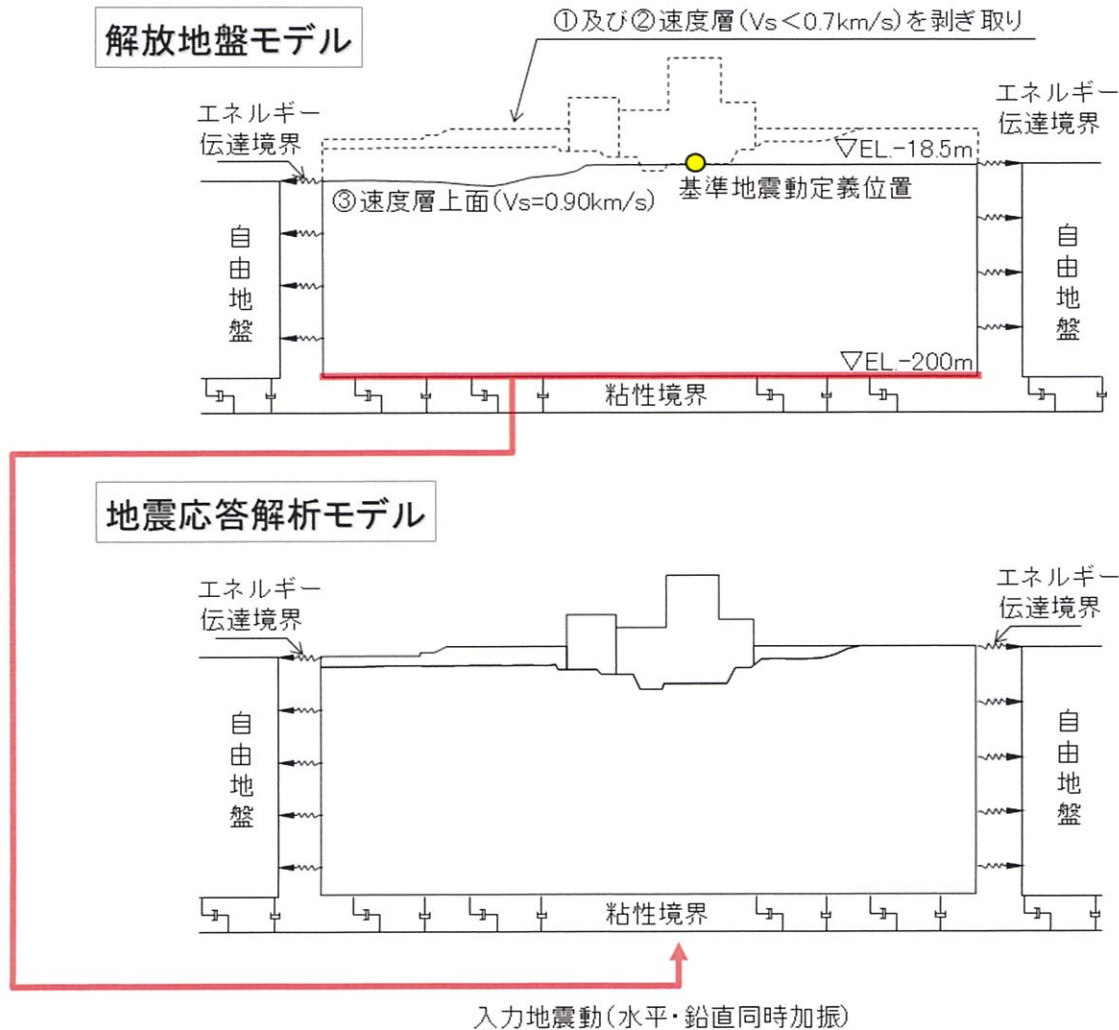 解放地盤モデル
①及び②速度層(Vs<0.7km/s)を剥ぎ取り
エネルギー
伝達境界
エネルギー
伝達境界
▽EL.-18.5m
③速度層上面(Vs=0.90km/s)
基準地震動定義位置
自由地盤
自由地盤
▽EL.-200m
粘性境界
地震応答解析モデル
エネルギー
伝達境界
エネルギー
伝達境界
自由地盤
自由地盤
粘性境界
入力地震動(水平・鉛直同時加振)